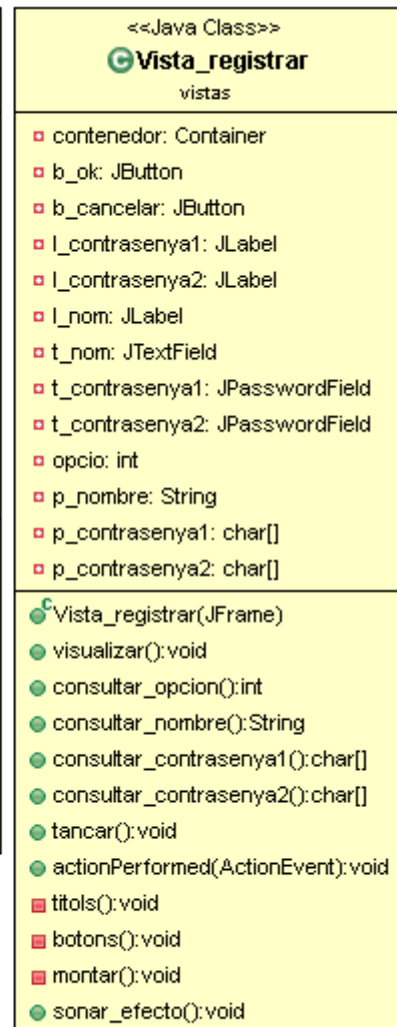 <<Java Class>>
Vista_registrar
vistas
contenedor: Container
b_ok: JButton
b_cancelar: JButton
l_contrasenya1: JLabel
l_contrasenya2: JLabel
l_nom: JLabel
t_nom: JTextField
t_contrasenya1: JPasswordField
t_contrasenya2: JPasswordField
opcio: int
p_nombre: String
p_contrasenya1: char[]
p_contrasenya2: char[]
Vista_registrar(JFrame)
visualizar():void
consultar_opcion():int
consultar_nombre():String
consultar_contrasenya1():char[]
consultar_contrasenya2():char[]
tancar():void
actionPerformed(ActionEvent):void
titols():void
botons():void
montar():void
sonar_efecto():void